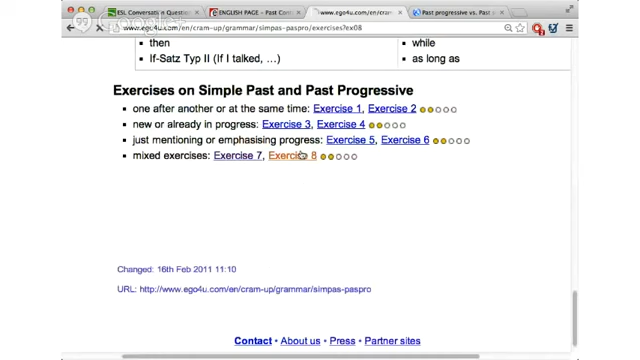 ESL Conversation Question
ENGLISH PAGE - Past Cont
www.ego4u.com/en/cram-up
Past progressive vs. Past s
www.ego4u.com/en/cram-up/grammar/simpas-paspro/exercises?ex08
then
while
If-Satz Typ II (If I talked, …)
as long as
Exercises on Simple Past and Past Progressive
one after another or at the same time: Exercise 1, Exercise 2
new or already in progress: Exercise 3, Exercise 4
just mentioning or emphasising progress: Exercise 5, Exercise 6
mixed exercises: Exercise 7, Exercise 8
Changed: 16th Feb 2011 11:10
URL: http://www.ego4u.com/en/cram-up/grammar/simpas-paspro
Contact · About us · Press · Partner sites